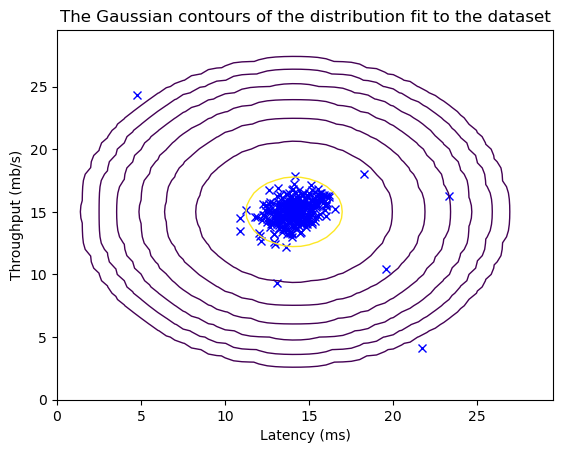 The Gaussian contours of the distribution fit to the dataset
Throughput (mb/s)
25
20
15
10
5
0
0 5 10 15 20 25
Latency (ms)